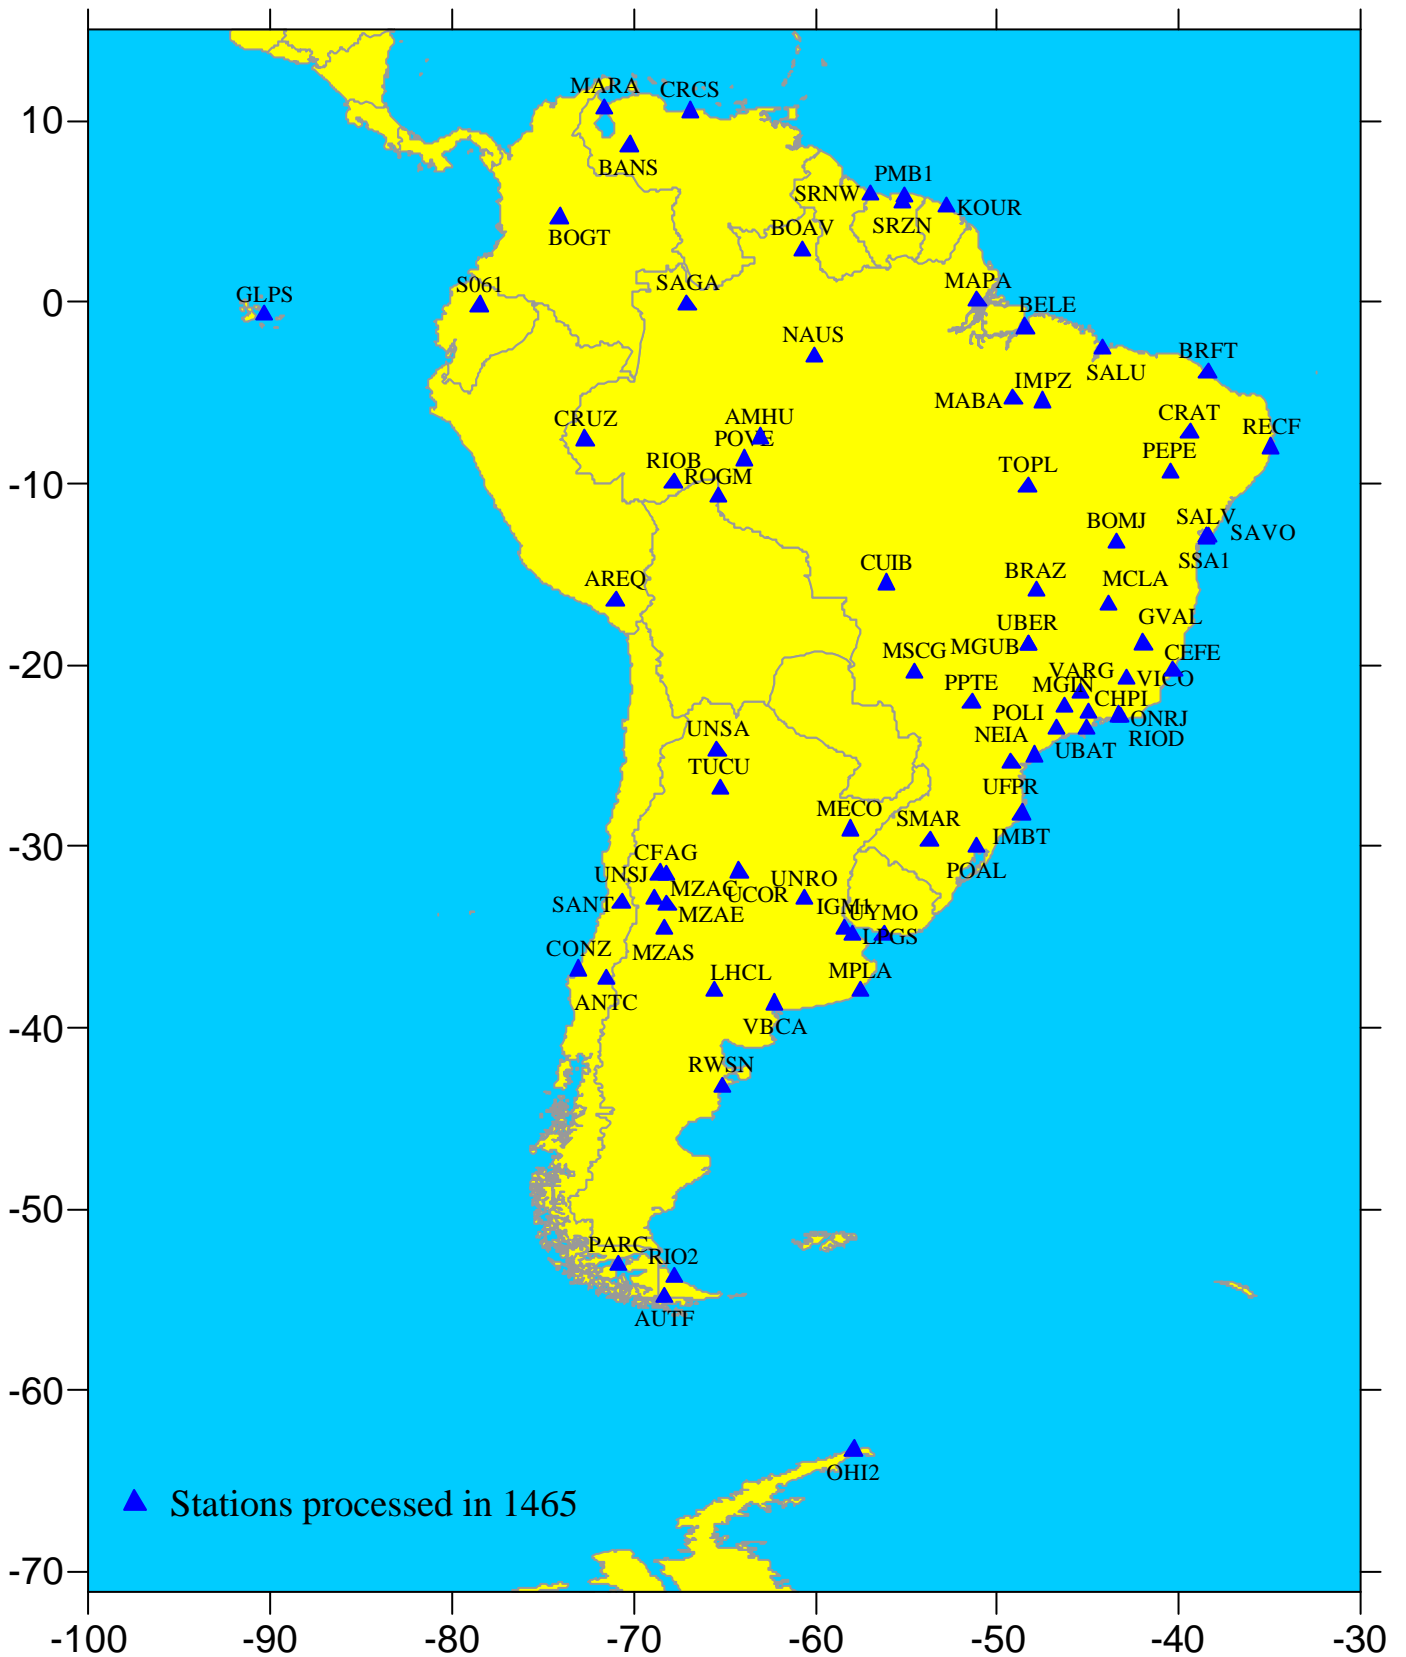 MARA
CRCS
10
BANS
PMB1
SRNW
KOUR
SRZN
BOGT
BOAV
S061
SAGA
MAPA
GLPS
0
BELE
NAUS
BRFT
SALU
IMPZ
MABA
CRUZ
AMHU
CRAT
POVE
RECF
PEPE
RIOB
TOPL
ROGM
-10
BOMJ
SALV
SAVO
SSA1
CUIB
BRAZ
AREQ
MCLA
GVAL
UBER
MGUB
MSCG
CEFE
-20
VARG
VICO
PPTE
MGIN
CHPI
POLI
ONRJ
UNSA
NEIA
RIOD
UBAT
TUCU
UFPR
MECO
SMAR
IMBT
-30
CFAG
POAL
UNSJ
UNRO
MZAC
UCOR
SANT
IGM1
UYMO
MZAE
LPGS
CONZ
MZAS
LHCL
MPLA
ANTC
VBCA
-40
RWSN
-50
PARC
RIO2
AUTF
-60
OHI2
Stations processed in 1465
-70
-100 -90 -80 -70 -60 -50 -40 -30